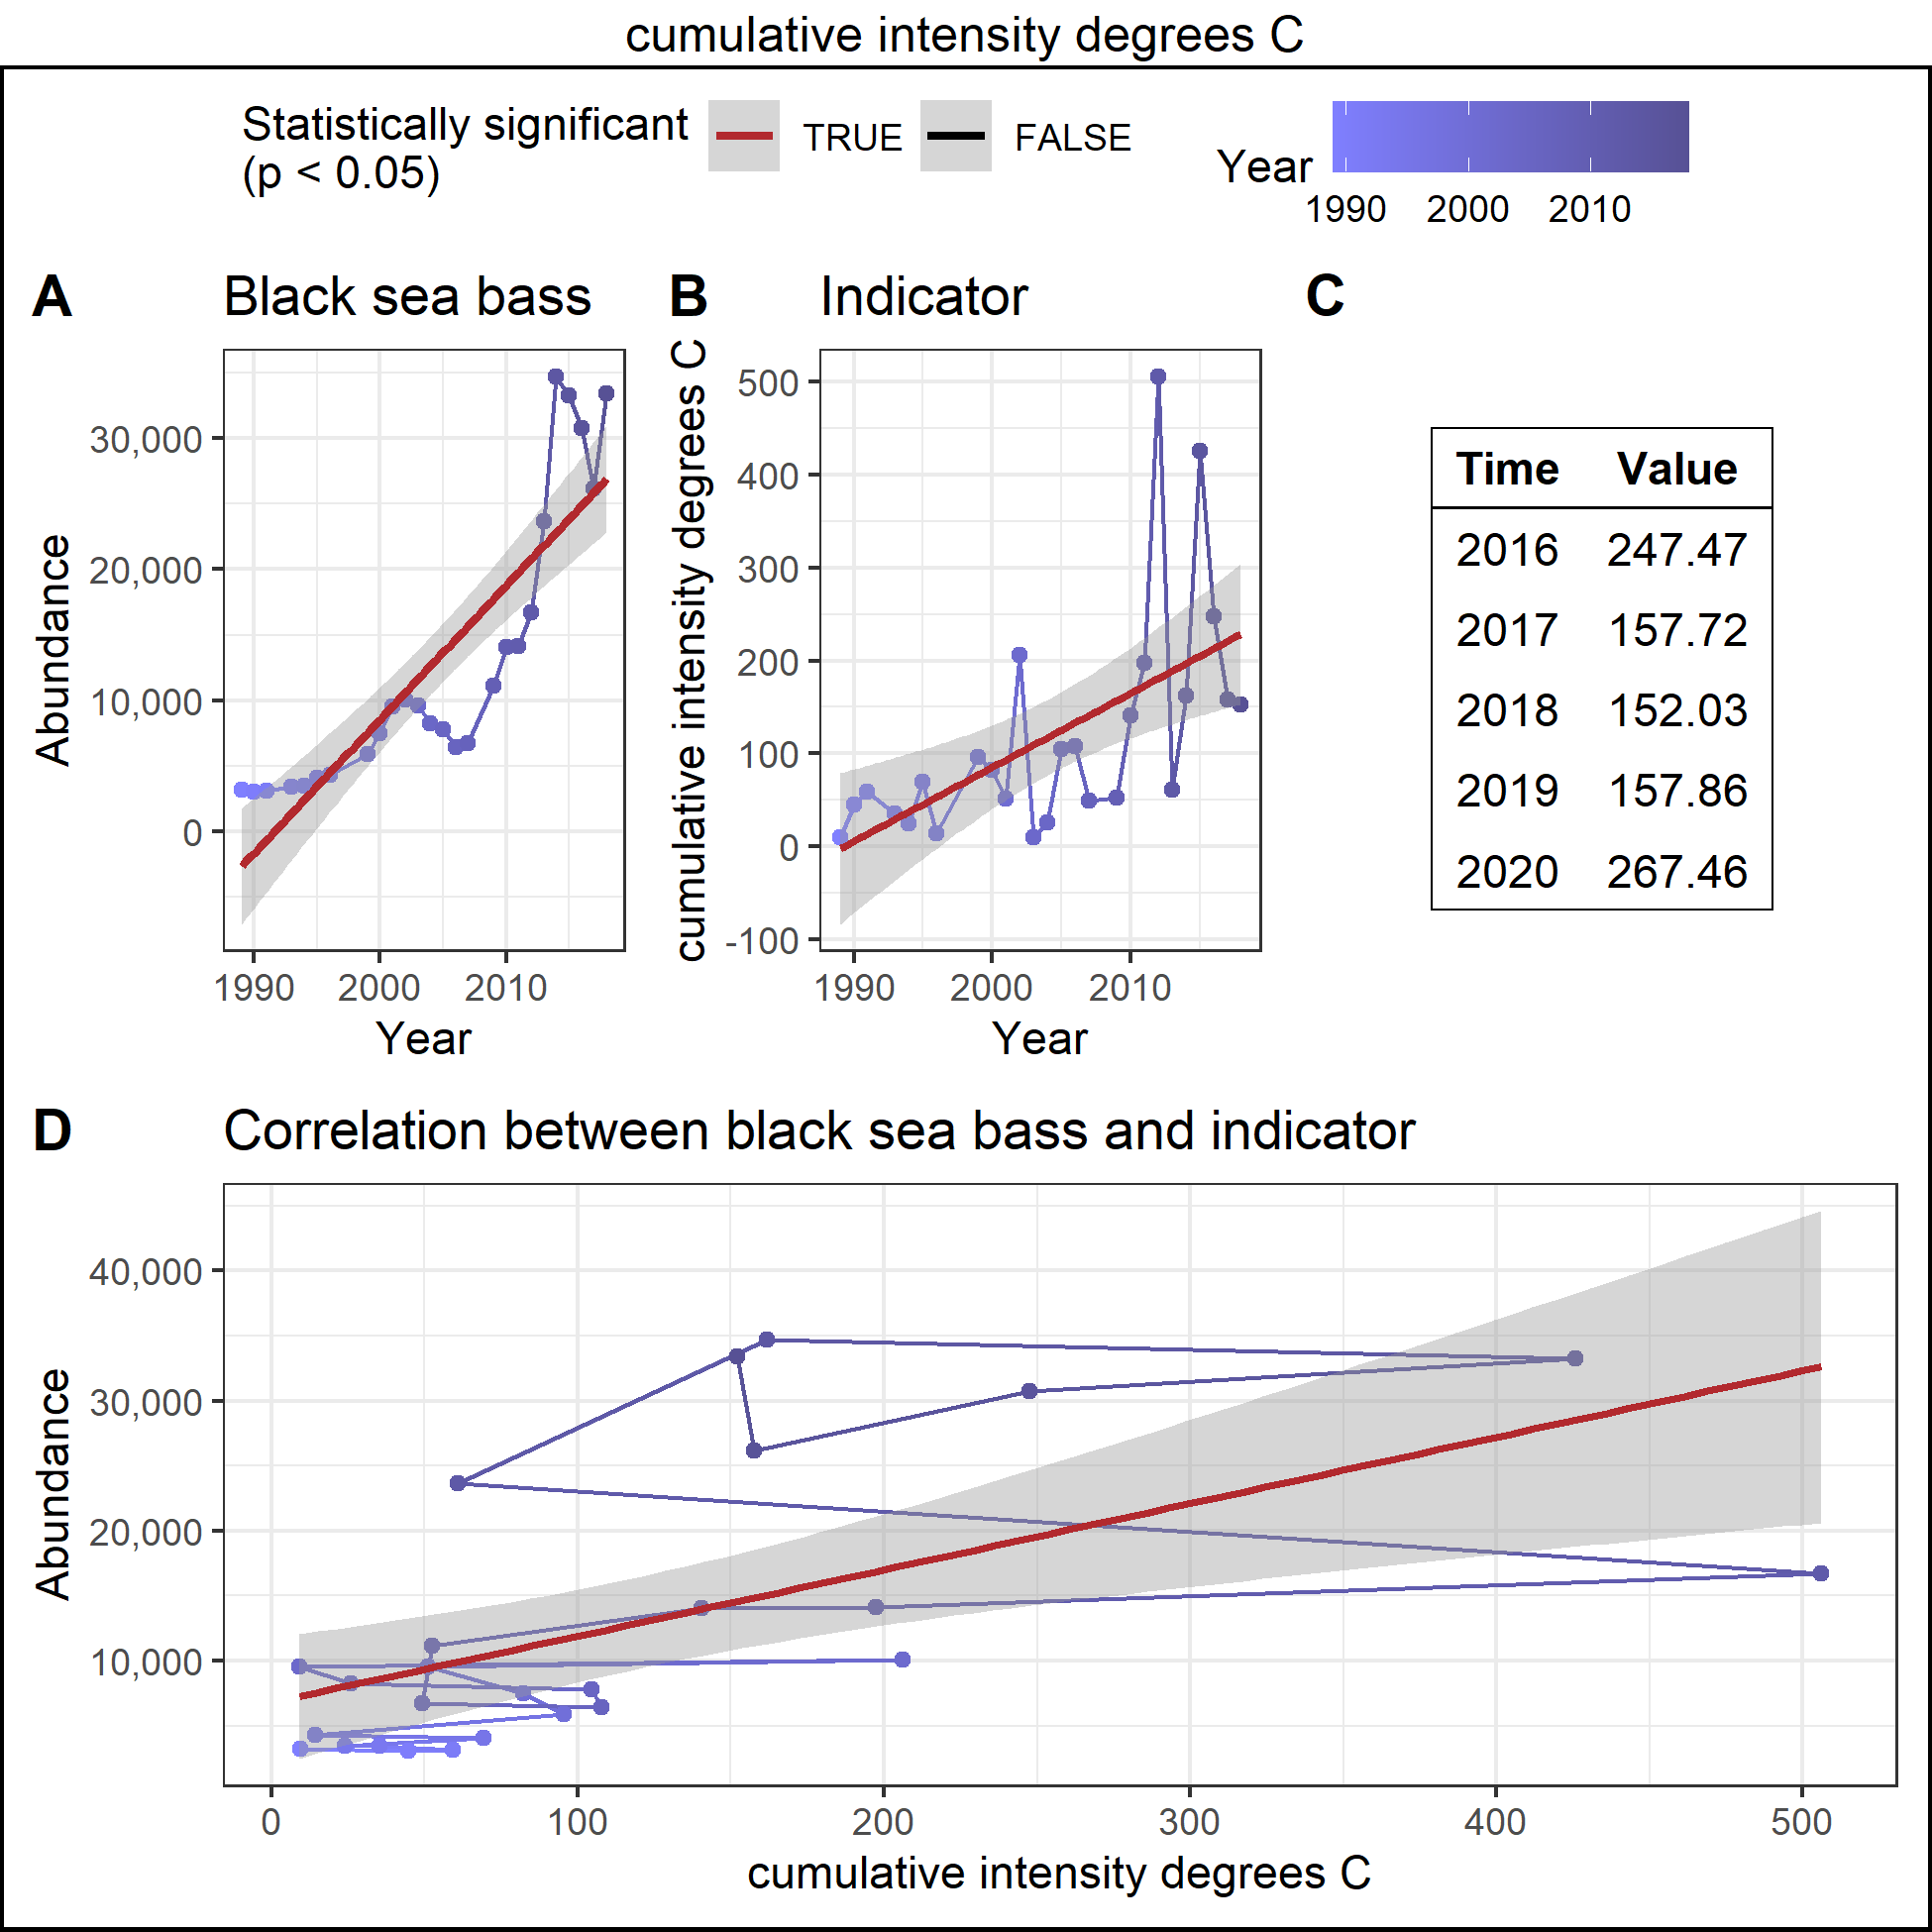 cumulative intensity degrees C
Statistically significant
(p < 0.05)
TRUE
FALSE
Year
1990 2000 2010
A
Black sea bass
Abundance
30,000
20,000
10,000
0
1990 2000 2010
Year
B
Indicator
cumulative intensity degrees C
500
400
300
200
100
0
-100
1990 2000 2010
Year
C
Time Value
2016 247.47
2017 157.72
2018 152.03
2019 157.86
2020 267.46
D
Correlation between black sea bass and indicator
Abundance
40,000
30,000
20,000
10,000
0 100 200 300 400 500
cumulative intensity degrees C